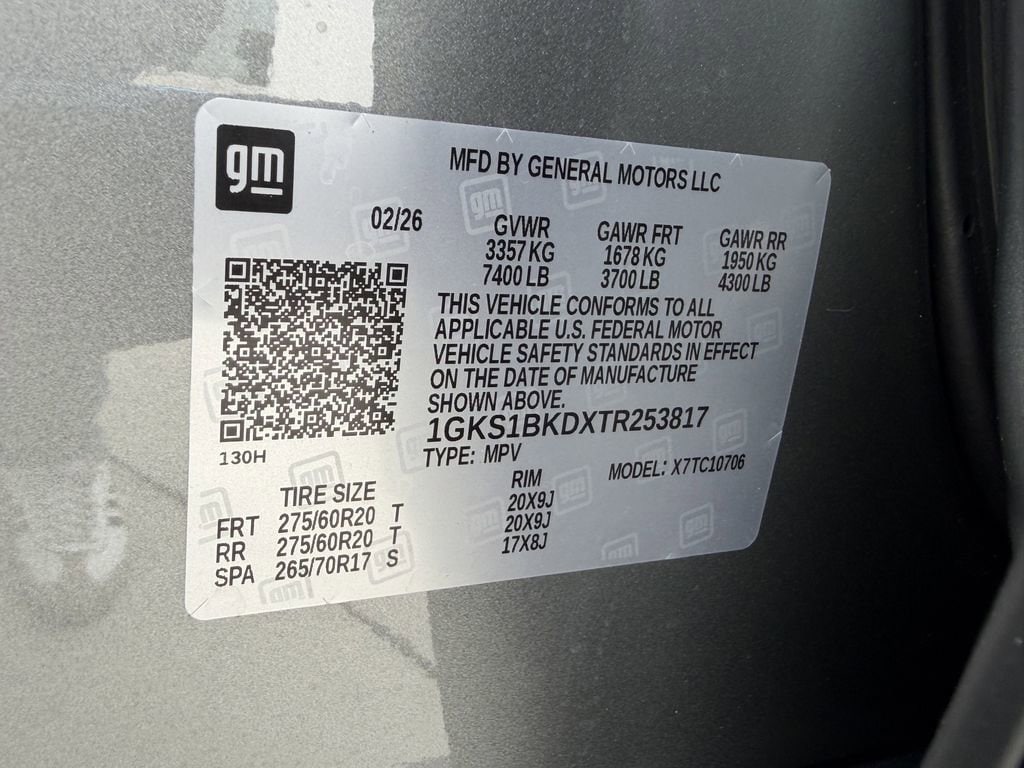 gm
MFD BY GENERAL MOTORS LLC
02/26
GVWR GAWR FRT GAWR RR
3357 KG 1678 KG 1950 KG
7400 LB 3700 LB 4300 LB
THIS VEHICLE CONFORMS TO ALL
APPLICABLE U.S. FEDERAL MOTOR
VEHICLE SAFETY STANDARDS IN EFFECT
ON THE DATE OF MANUFACTURE
SHOWN ABOVE.
1GKS1BKDXTR253817
TYPE: MPV MODEL: X7TC10706
130H
TIRE SIZE RIM
FRT 275/60R20 T 20X9J
RR 275/60R20 T 20X9J
SPA 265/70R17 S 17X8J